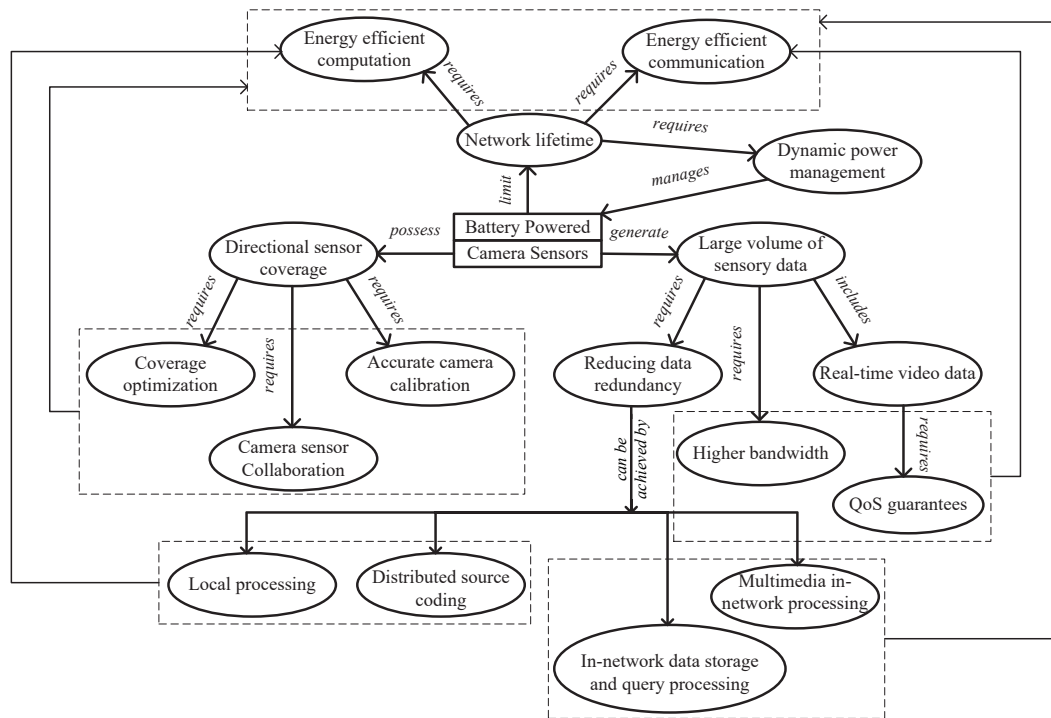 Energy efficient
computation
Energy efficient
communication
requires
requires
Network lifetime
requires
Dynamic power
management
manages
limit
Battery Powered
Camera Sensors
possess
generate
Directional sensor
coverage
Large volume of
sensory data
requires
requires
requires
requires
requires
includes
Coverage
optimization
Accurate camera
calibration
Reducing data
redundancy
Real-time video data
Camera sensor
Collaboration
can be
achieved by
Higher bandwidth
requires
QoS guarantees
Local processing
Distributed source
coding
Multimedia in-
network processing
In-network data storage
and query processing